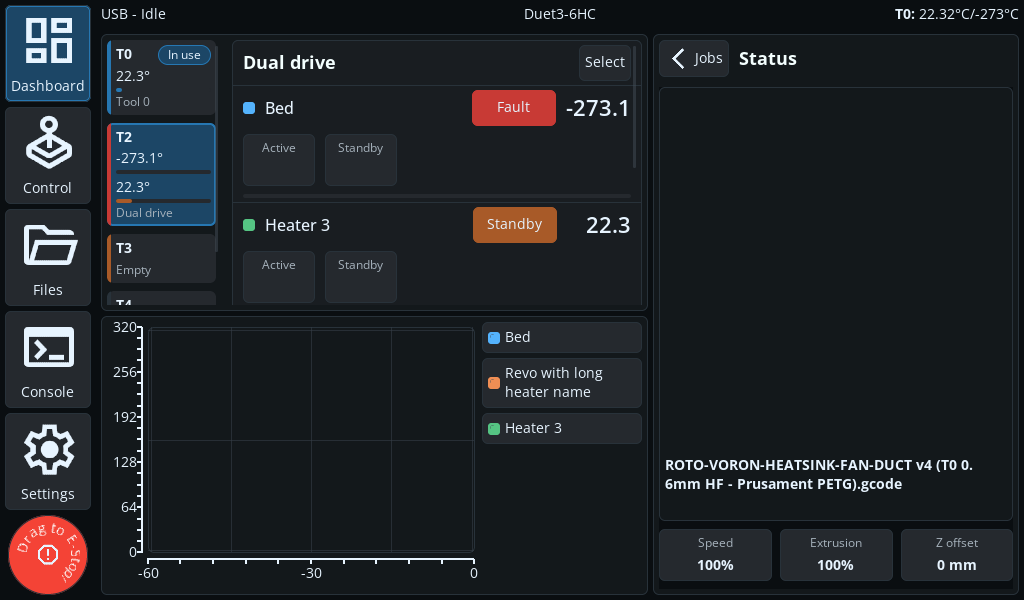 USB - Idle
Duet3-6HC
T0: 22.32°C/-273°C
Dashboard
Control
Files
Console
Settings
Drag to E-Stop!
T0
In use
22.3°
Tool 0
T2
-273.1°
22.3°
Dual drive
T3
Empty
T4
Dual drive
Select
Bed
Fault
-273.1
Active
Standby
Heater 3
Standby
22.3
Active
Standby
320
256
192
128
64
0
-60
-30
0
Bed
Revo with long
heater name
Heater 3
Jobs
Status
ROTO-VORON-HEATSINK-FAN-DUCT v4 (T0 0.
6mm HF - Prusament PETG).gcode
Speed
100%
Extrusion
100%
Z offset
0 mm